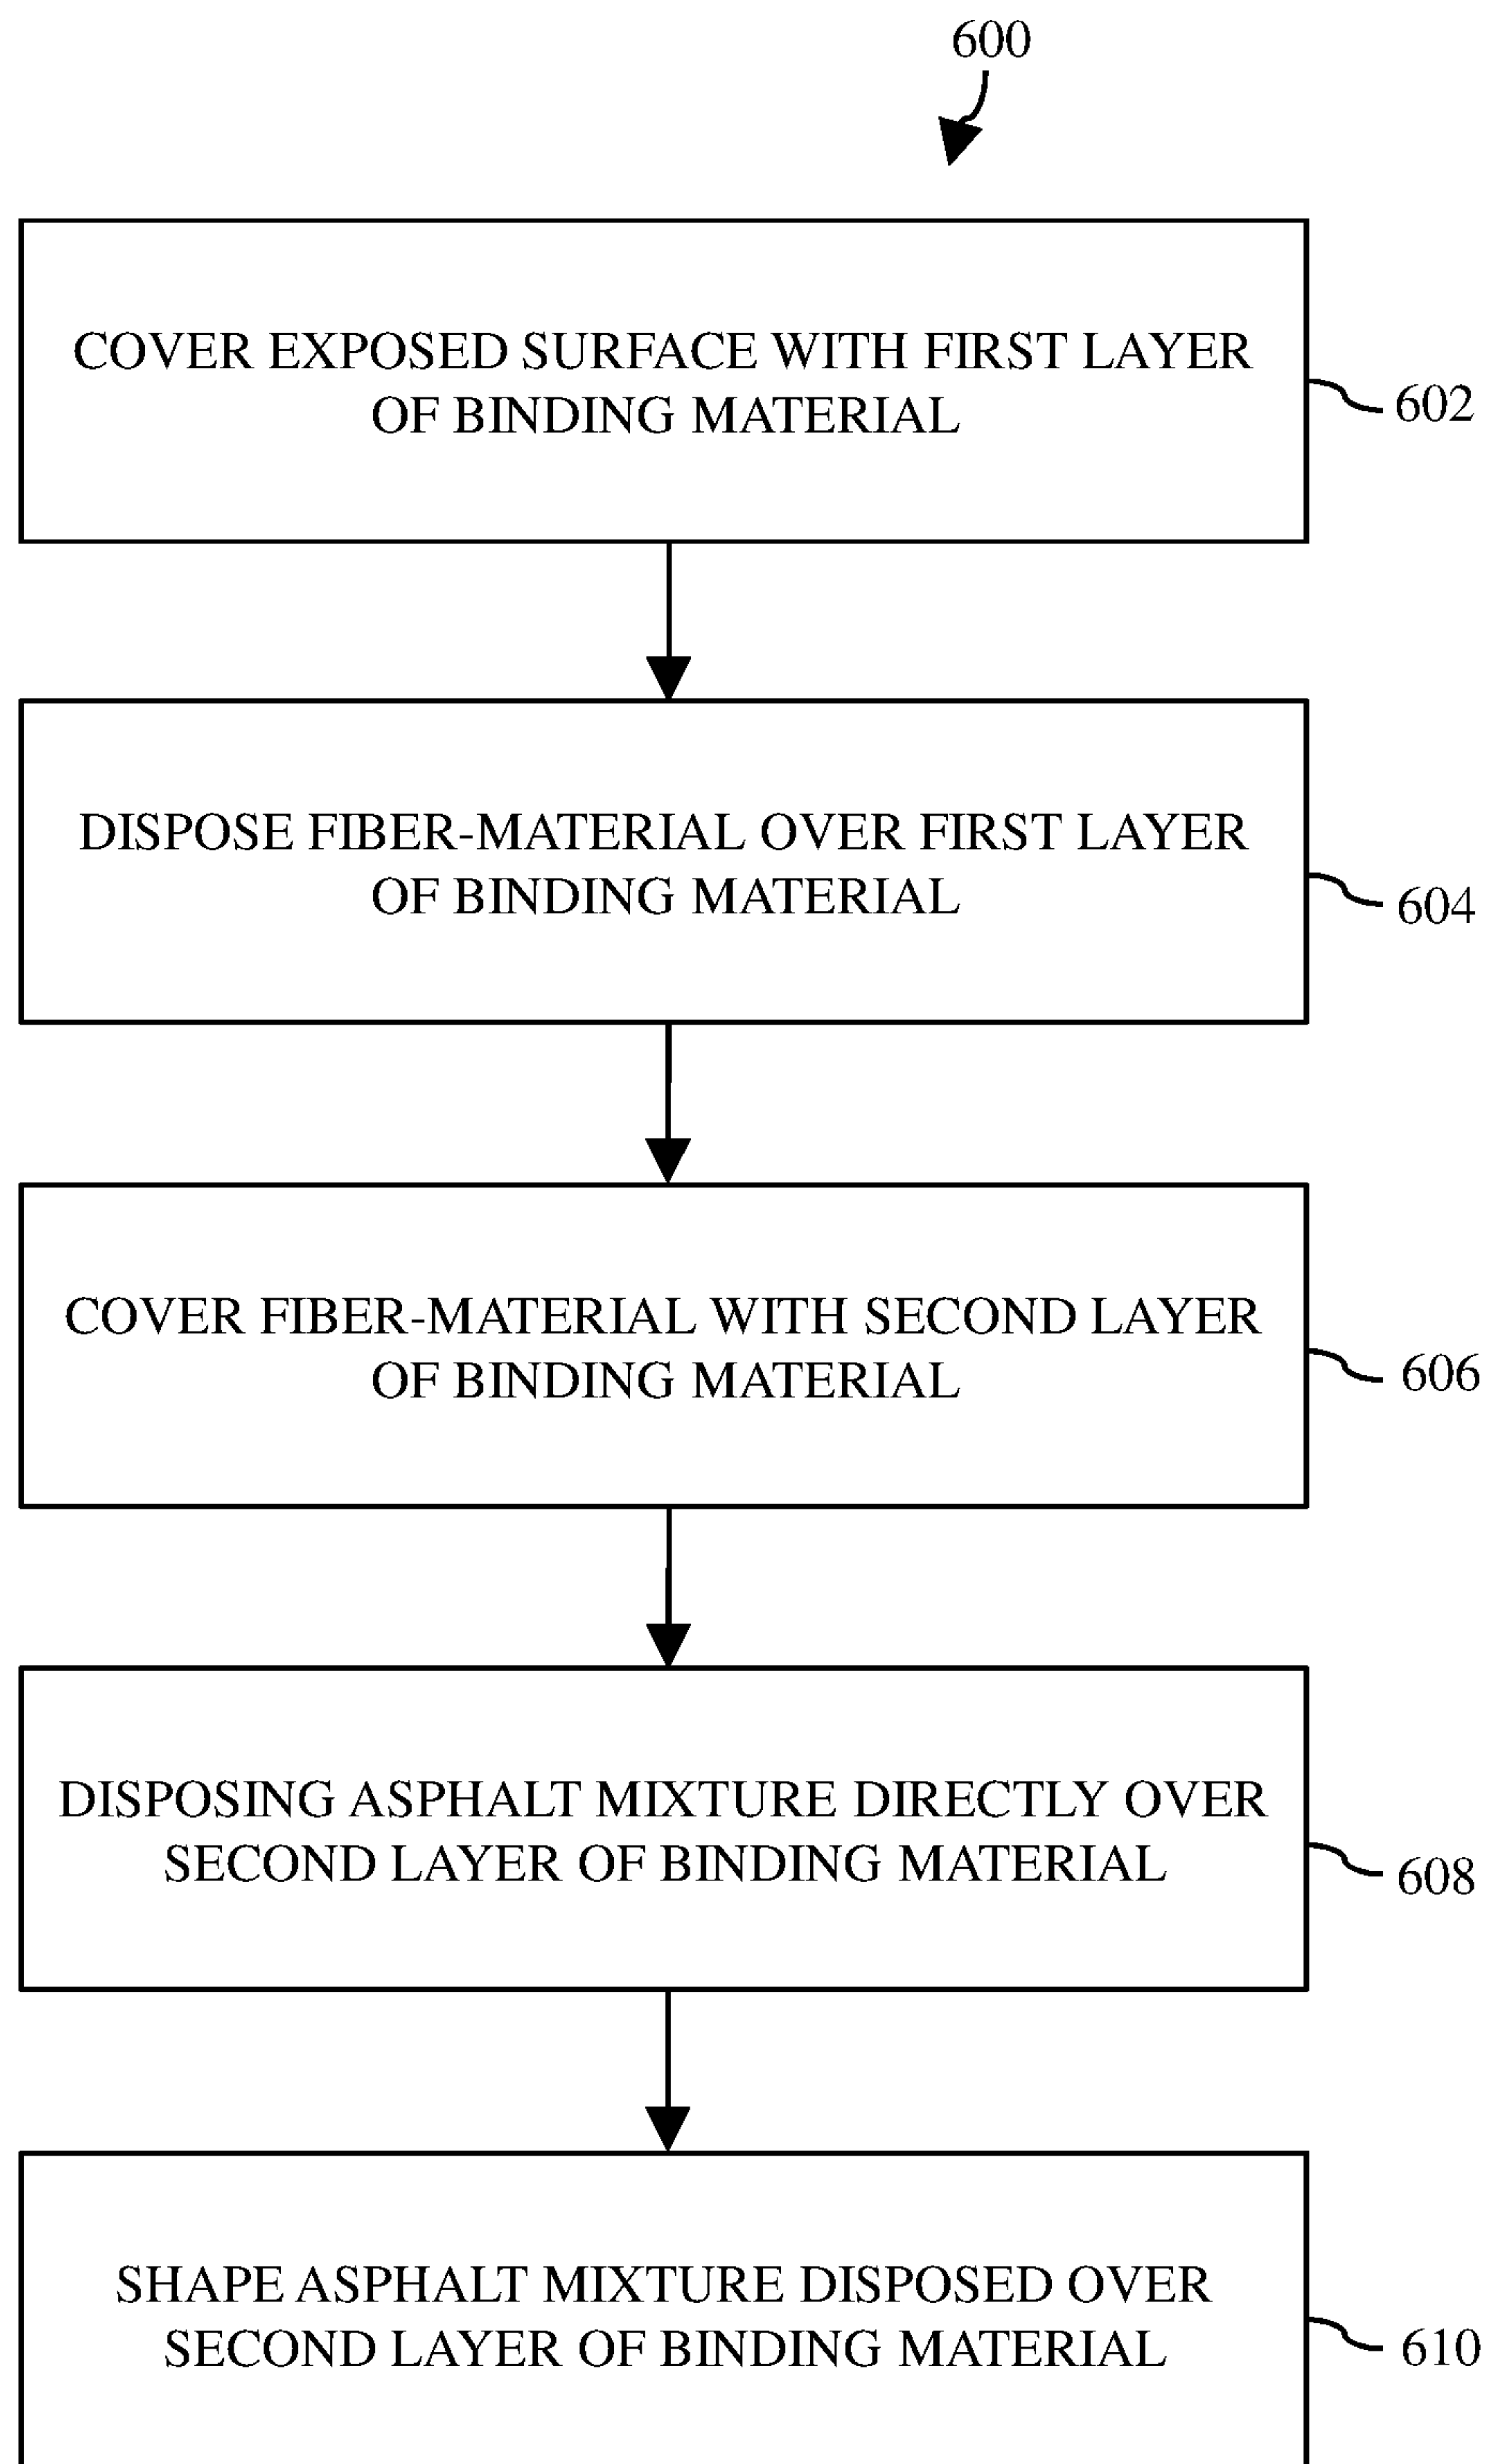 600
COVER EXPOSED SURFACE WITH FIRST LAYER
OF BINDING MATERIAL
602
DISPOSE FIBER-MATERIAL OVER FIRST LAYER
OF BINDING MATERIAL
604
COVER FIBER-MATERIAL WITH SECOND LAYER
OF BINDING MATERIAL
606
DISPOSING ASPHALT MIXTURE DIRECTLY OVER
SECOND LAYER OF BINDING MATERIAL
608
SHAPE ASPHALT MIXTURE DISPOSED OVER
SECOND LAYER OF BINDING MATERIAL
610